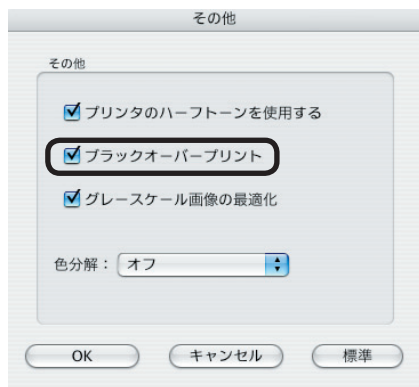 その他
その他
プリンタのハーフトーンを使用する
ブラックオーバープリント
グレースケール画像の最適化
色分解： オフ
OK キャンセル 標準